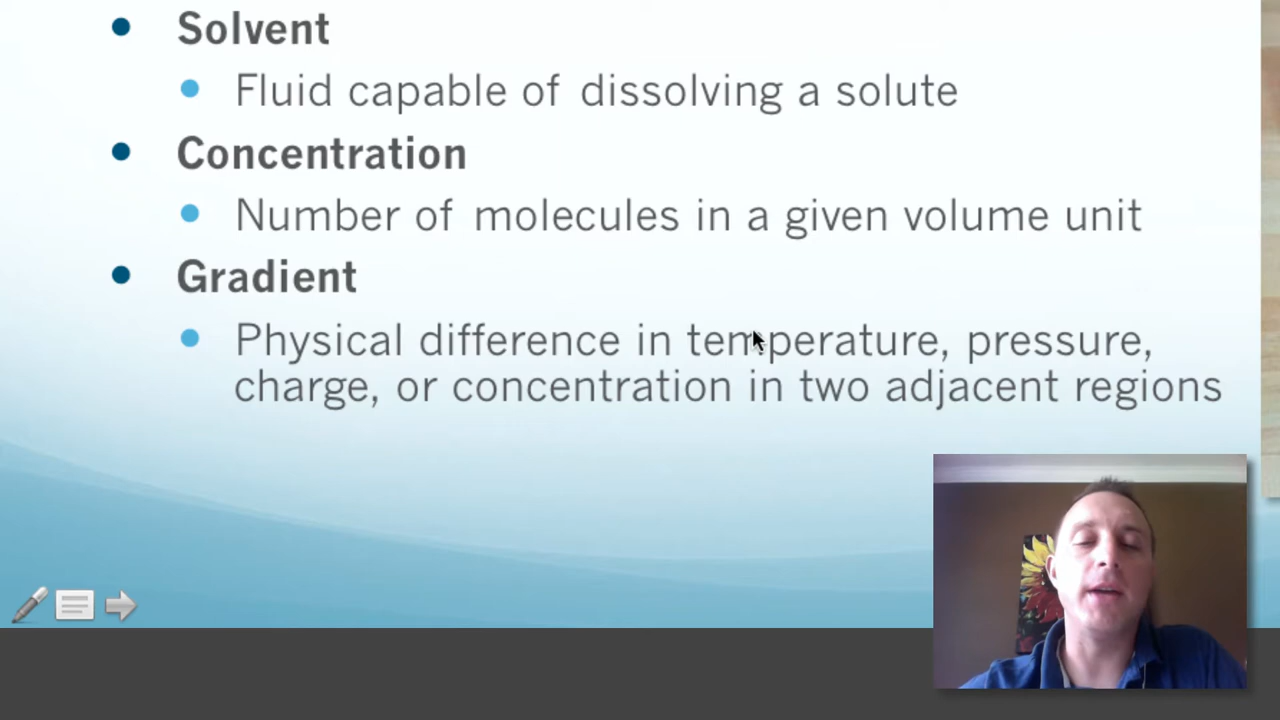 Solvent
Fluid capable of dissolving a solute
Concentration
Number of molecules in a given volume unit
Gradient
Physical difference in temperature, pressure,
charge, or concentration in two adjacent regions